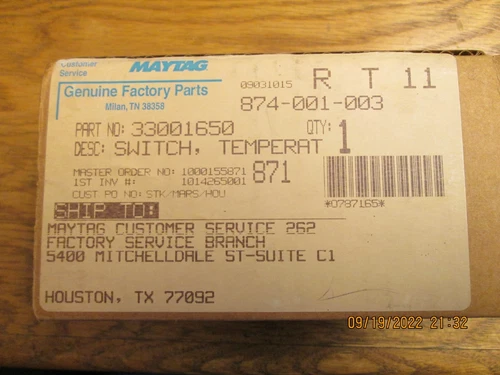 Customer
Service
MAYTAG
Genuine Factory Parts
Milan, TN 38358
09031015
R T 11
874-001-003
PART NO: 33001650
QTY: 1
DESC: SWITCH, TEMPERAT
MASTER ORDER NO: 1000155871
1ST INV #: 1014265001
871
CUST PO NO: STK/MARS/HOU
*0787165*
SHIP TO:
MAYTAG CUSTOMER SERVICE 262
FACTORY SERVICE BRANCH
5400 MITCHELLDALE ST-SUITE C1
HOUSTON, TX 77092
09/19/2022 21:32